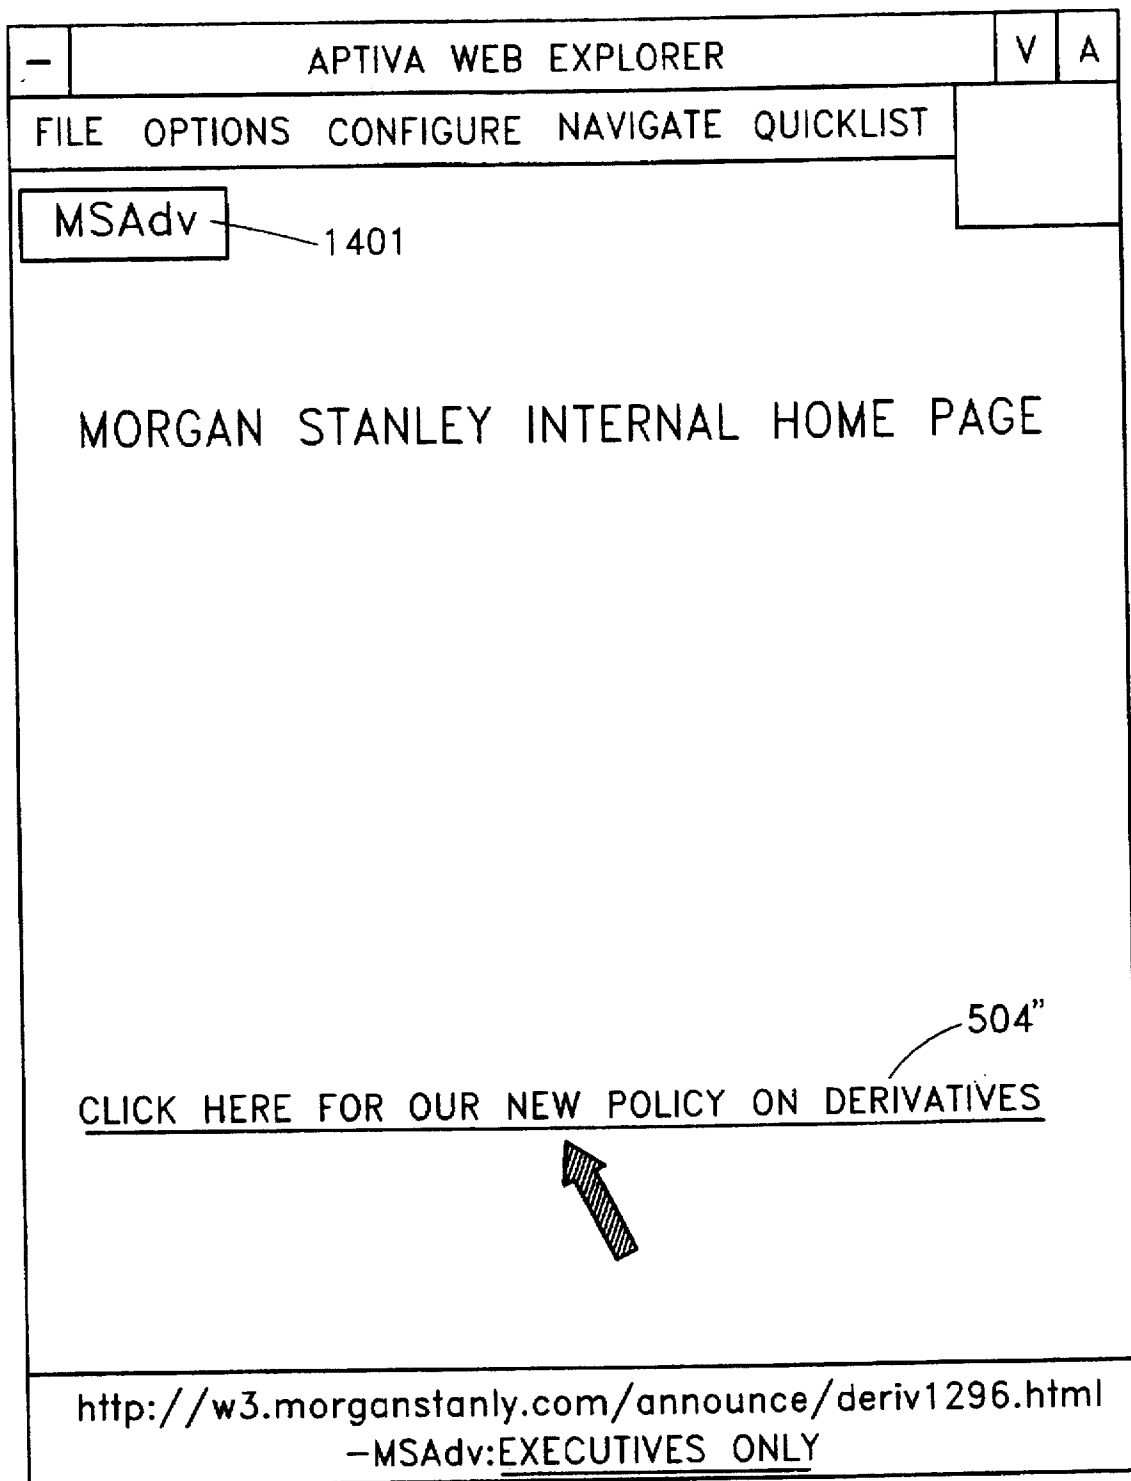 – APTIVA WEB EXPLORER V A
FILE OPTIONS CONFIGURE NAVIGATE QUICKLIST
MSAdv
1401
MORGAN STANLEY INTERNAL HOME PAGE
504”
CLICK HERE FOR OUR NEW POLICY ON DERIVATIVES
http://w3.morganstanly.com/announce/deriv1296.html
–MSAdv:EXECUTIVES ONLY